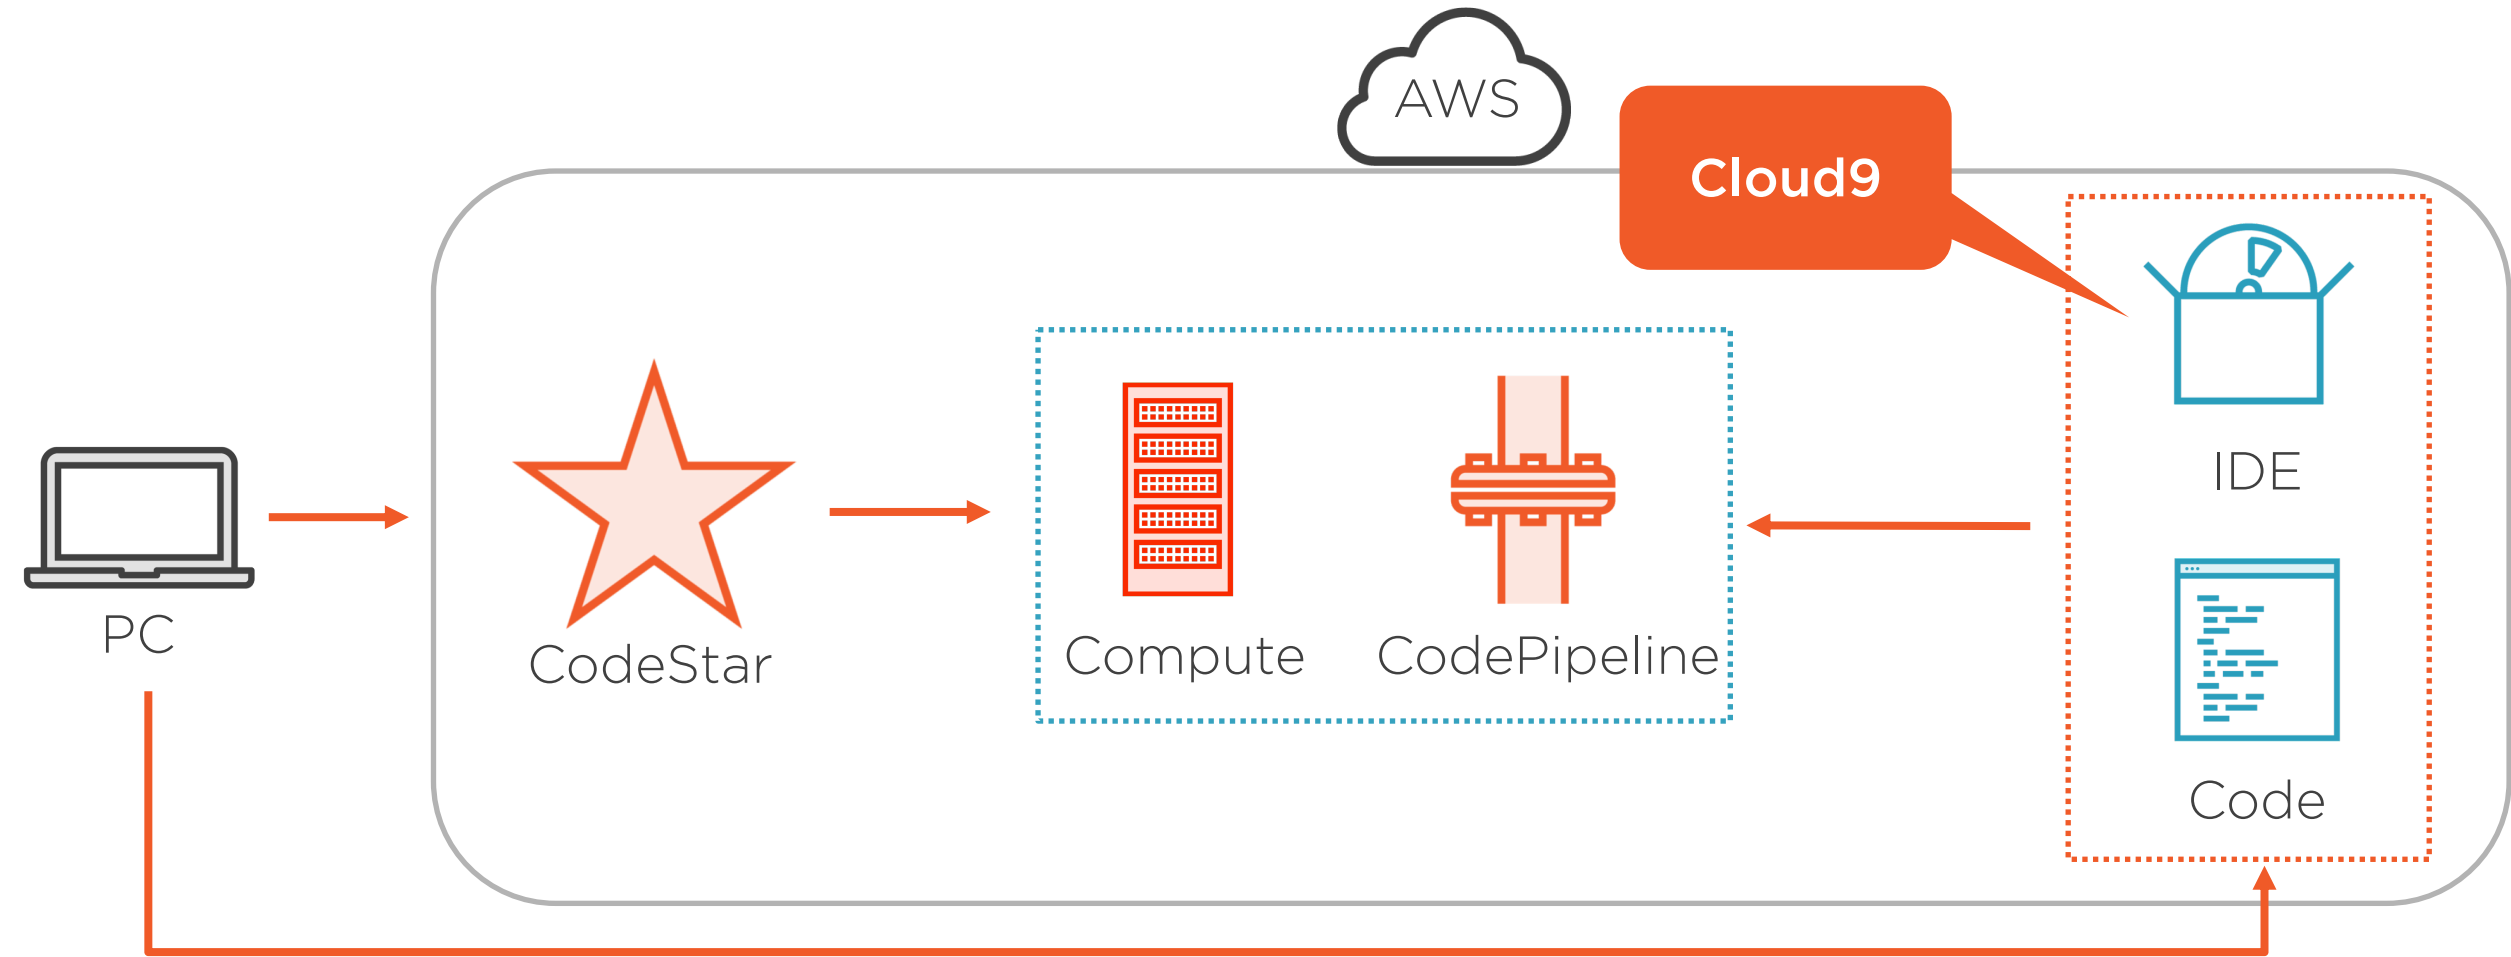 AWS
Cloud9
PC
CodeStar
Compute
CodePipeline
IDE
Code